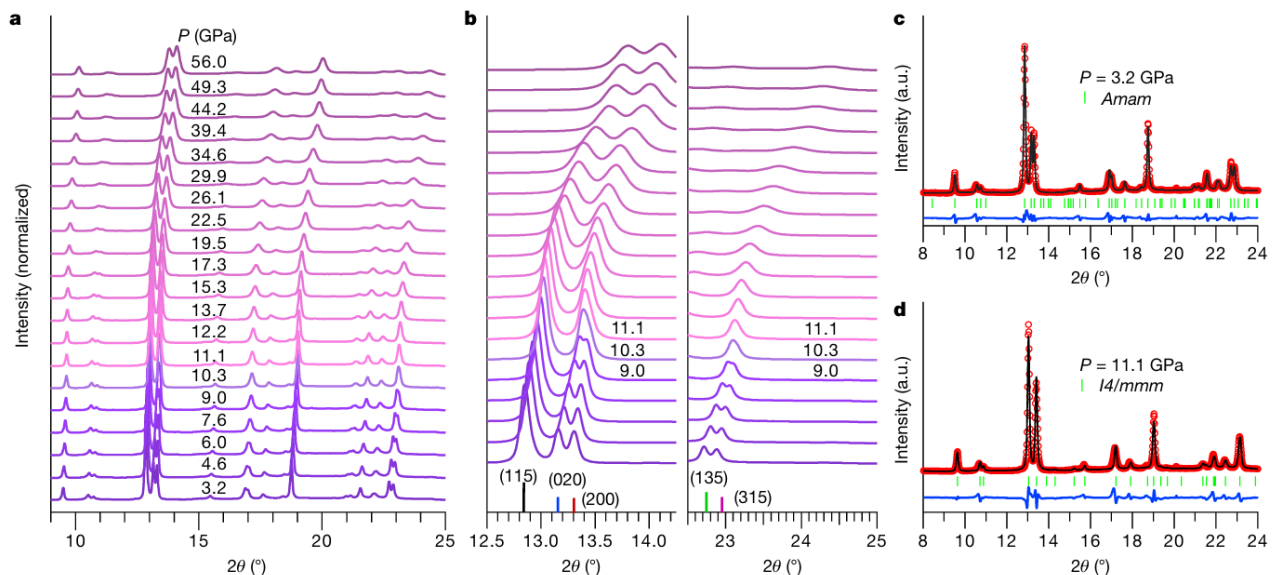 a
P (GPa)
56.0
49.3
44.2
39.4
34.6
29.9
26.1
22.5
19.5
17.3
15.3
13.7
12.2
11.1
10.3
9.0
7.6
6.0
4.6
3.2
Intensity (normalized)
10 15 20 25
2θ (°)
b
11.1
10.3
9.0
(115)
(020)
(200)
12.5 13.0 13.5 14.0
2θ (°)
11.1
10.3
9.0
(135)
(315)
23 24 25
2θ (°)
c
P = 3.2 GPa
Amam
Intensity (a.u.)
8 10 12 14 16 18 20 22 24
2θ (°)
d
P = 11.1 GPa
I4/mmm
Intensity (a.u.)
8 10 12 14 16 18 20 22 24
2θ (°)